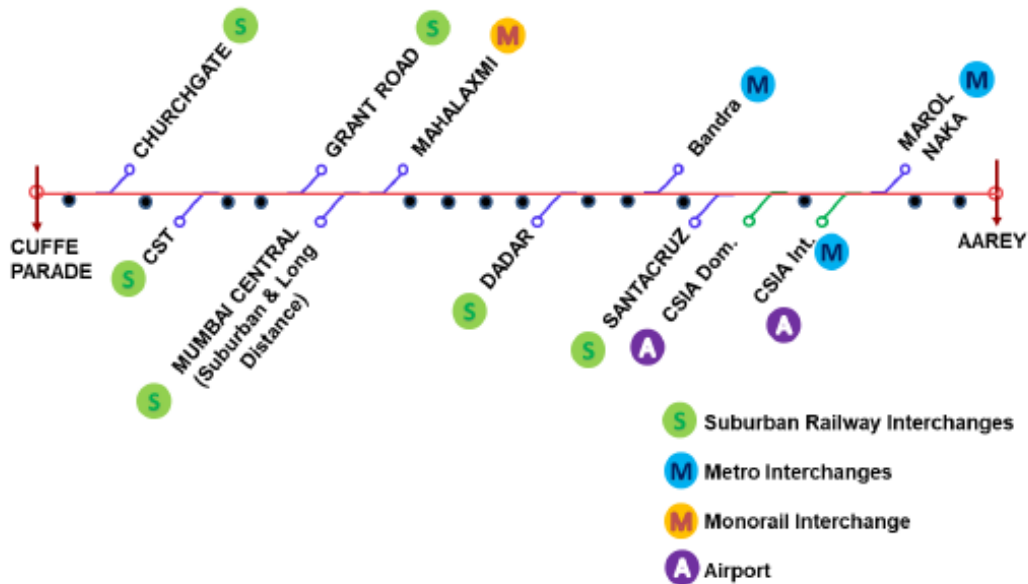 S
CHURCHGATE
S
GRANT ROAD
M
MAHALAXMI
M
Bandra
M
MAROL
NAKA
CUFFE
PARADE
S
CST
S
MUMBAI CENTRAL
(Suburban & Long
Distance)
S
DADAR
S
SANTACRUZ
A
CSIA Dom.
A
CSIA Int.
M
AAREY
S Suburban Railway Interchanges
M Metro Interchanges
M Monorail Interchange
A Airport